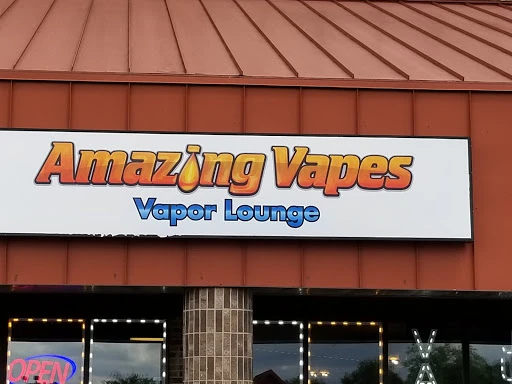 Amazing Vapes
Vapor Lounge
OPEN